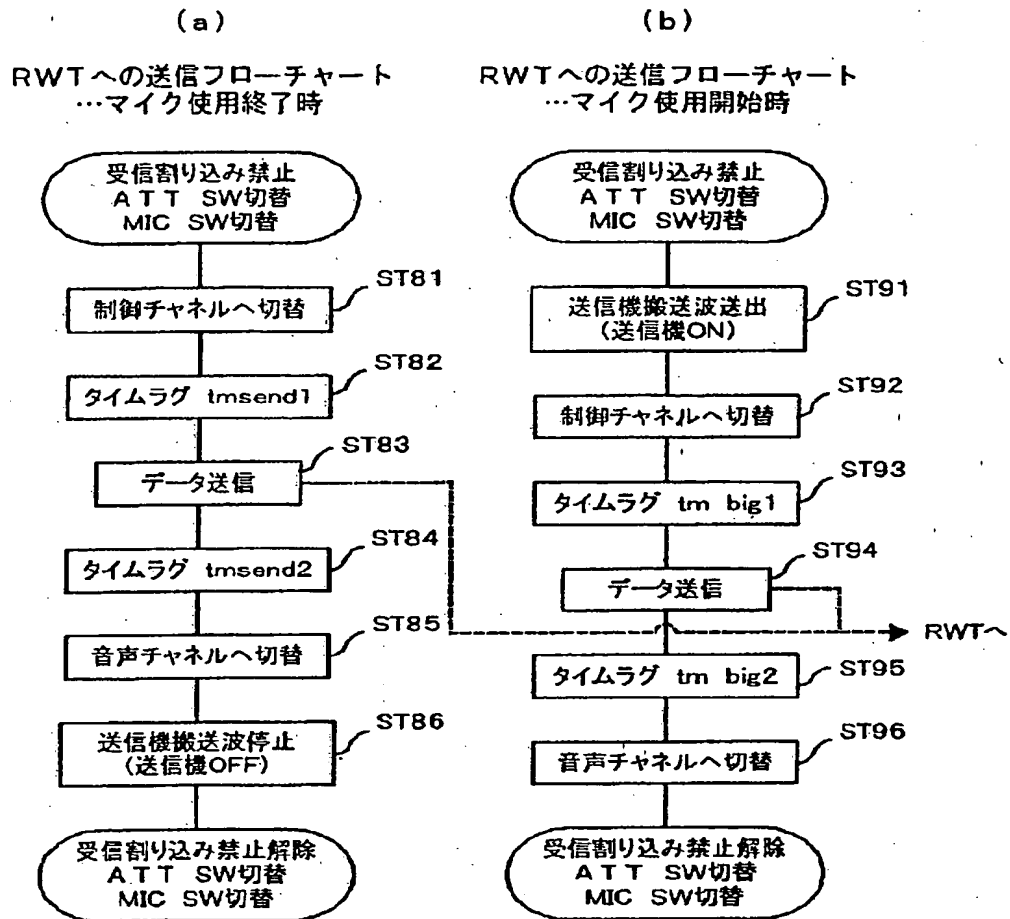 (a)
RWTへの送信フローチャート
…マイク使用終了時
受信割り込み禁止
ATT SW切替
MIC SW切替
ST81
制御チャネルへ切替
ST82
タイムラグ tmsend1
ST83
データ送信
ST84
タイムラグ tmsend2
ST85
音声チャネルへ切替
ST86
送信機搬送波停止
(送信機OFF)
受信割り込み禁止解除
ATT SW切替
MIC SW切替
(b)
RWTへの送信フローチャート
…マイク使用開始時
受信割り込み禁止
ATT SW切替
MIC SW切替
ST91
送信機搬送波送出
(送信機ON)
ST92
制御チャネルへ切替
ST93
タイムラグ tm big1
ST94
データ送信
RWTへ
ST95
タイムラグ tm big2
ST96
音声チャネルへ切替
受信割り込み禁止解除
ATT SW切替
MIC SW切替